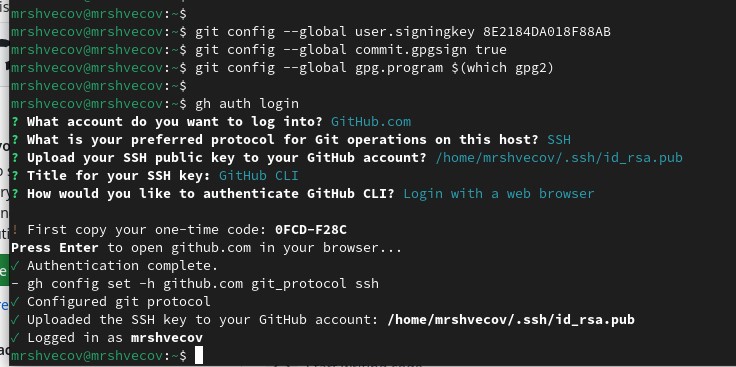 mrshvecov@mrshvecov:~$
mrshvecov@mrshvecov:~$ git config --global user.signingkey 8E2184DA018F88AB
mrshvecov@mrshvecov:~$ git config --global commit.gpgsign true
mrshvecov@mrshvecov:~$ git config --global gpg.program $(which gpg2)
mrshvecov@mrshvecov:~$
mrshvecov@mrshvecov:~$ gh auth login
? What account do you want to log into? GitHub.com
? What is your preferred protocol for Git operations on this host? SSH
? Upload your SSH public key to your GitHub account? /home/mrshvecov/.ssh/id_rsa.pub
? Title for your SSH key: GitHub CLI
? How would you like to authenticate GitHub CLI? Login with a web browser
! First copy your one-time code: 0FCD-F28C
Press Enter to open github.com in your browser...
✓ Authentication complete.
- gh config set -h github.com git_protocol ssh
✓ Configured git protocol
✓ Uploaded the SSH key to your GitHub account: /home/mrshvecov/.ssh/id_rsa.pub
✓ Logged in as mrshvecov
mrshvecov@mrshvecov:~$